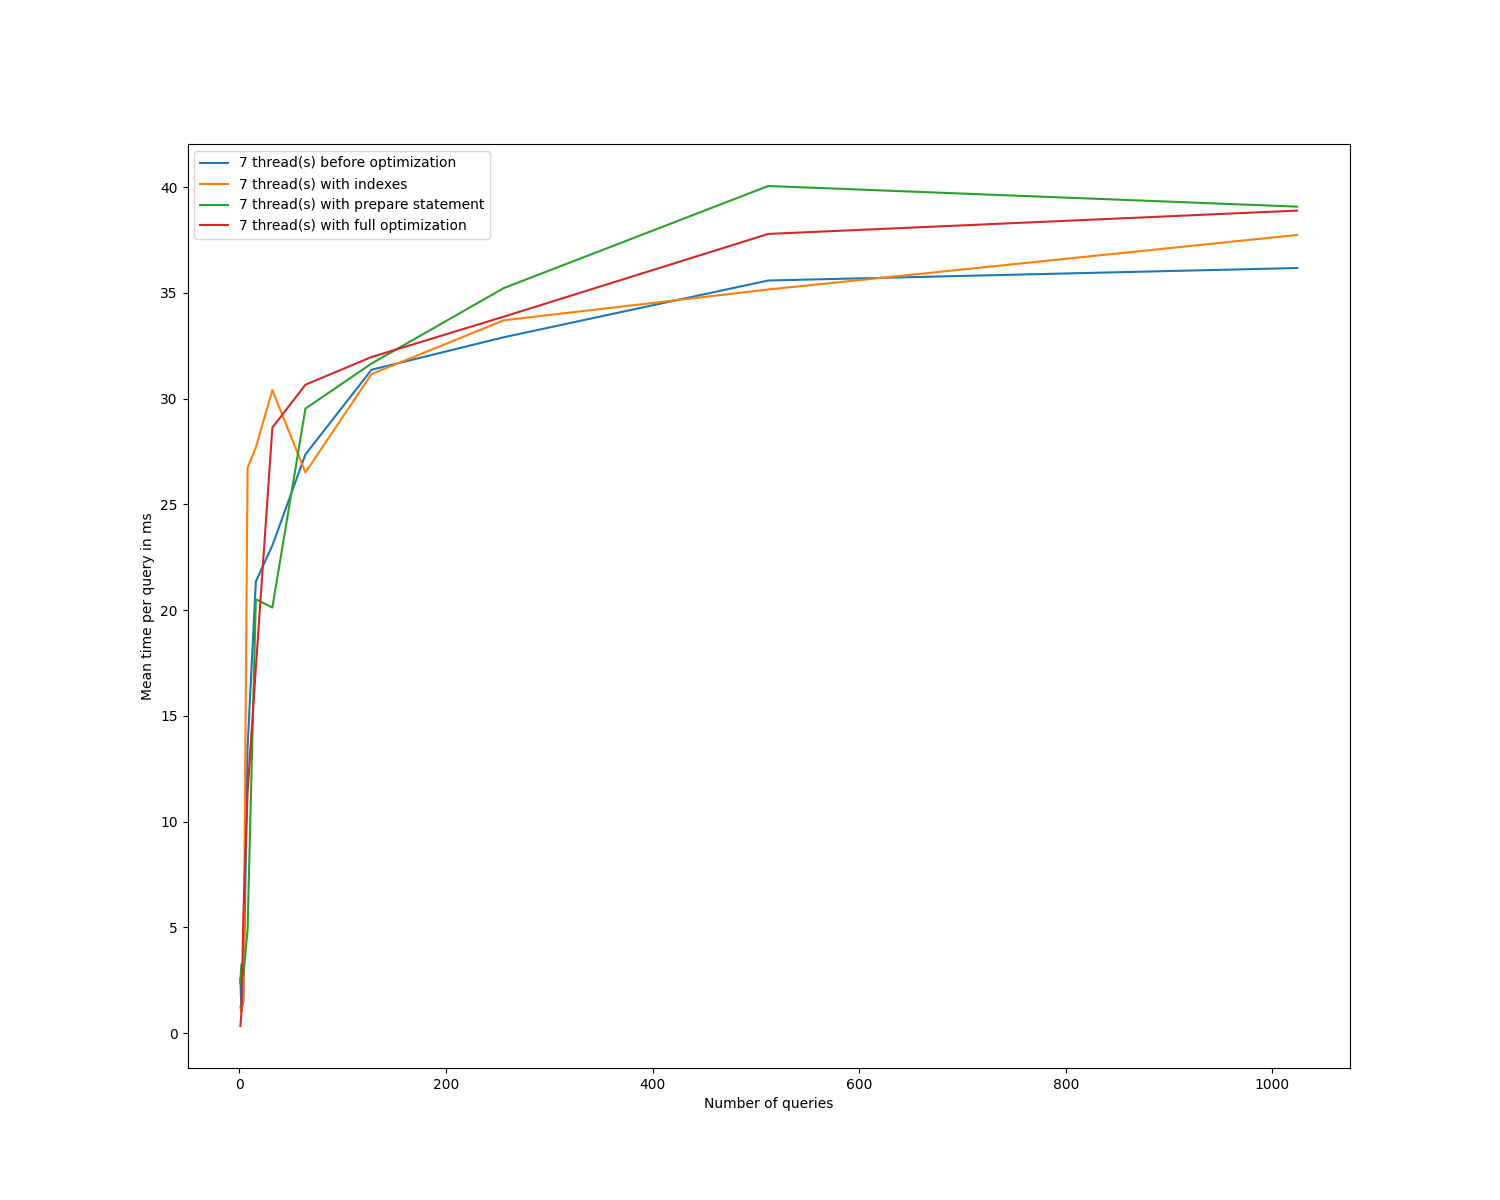 7 thread(s) before optimization
7 thread(s) with indexes
7 thread(s) with prepare statement
7 thread(s) with full optimization
40
35
30
25
20
15
10
5
0
Mean time per query in ms
0 200 400 600 800 1000
Number of queries